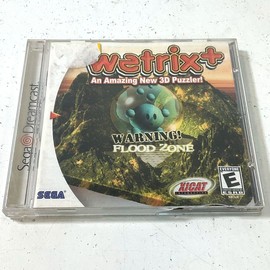 wetrix+
An Amazing New 3D Puzzler!
Sega Dreamcast
WARNING!
FLOOD ZONE
SEGA
XICAT
EVERYONE
E